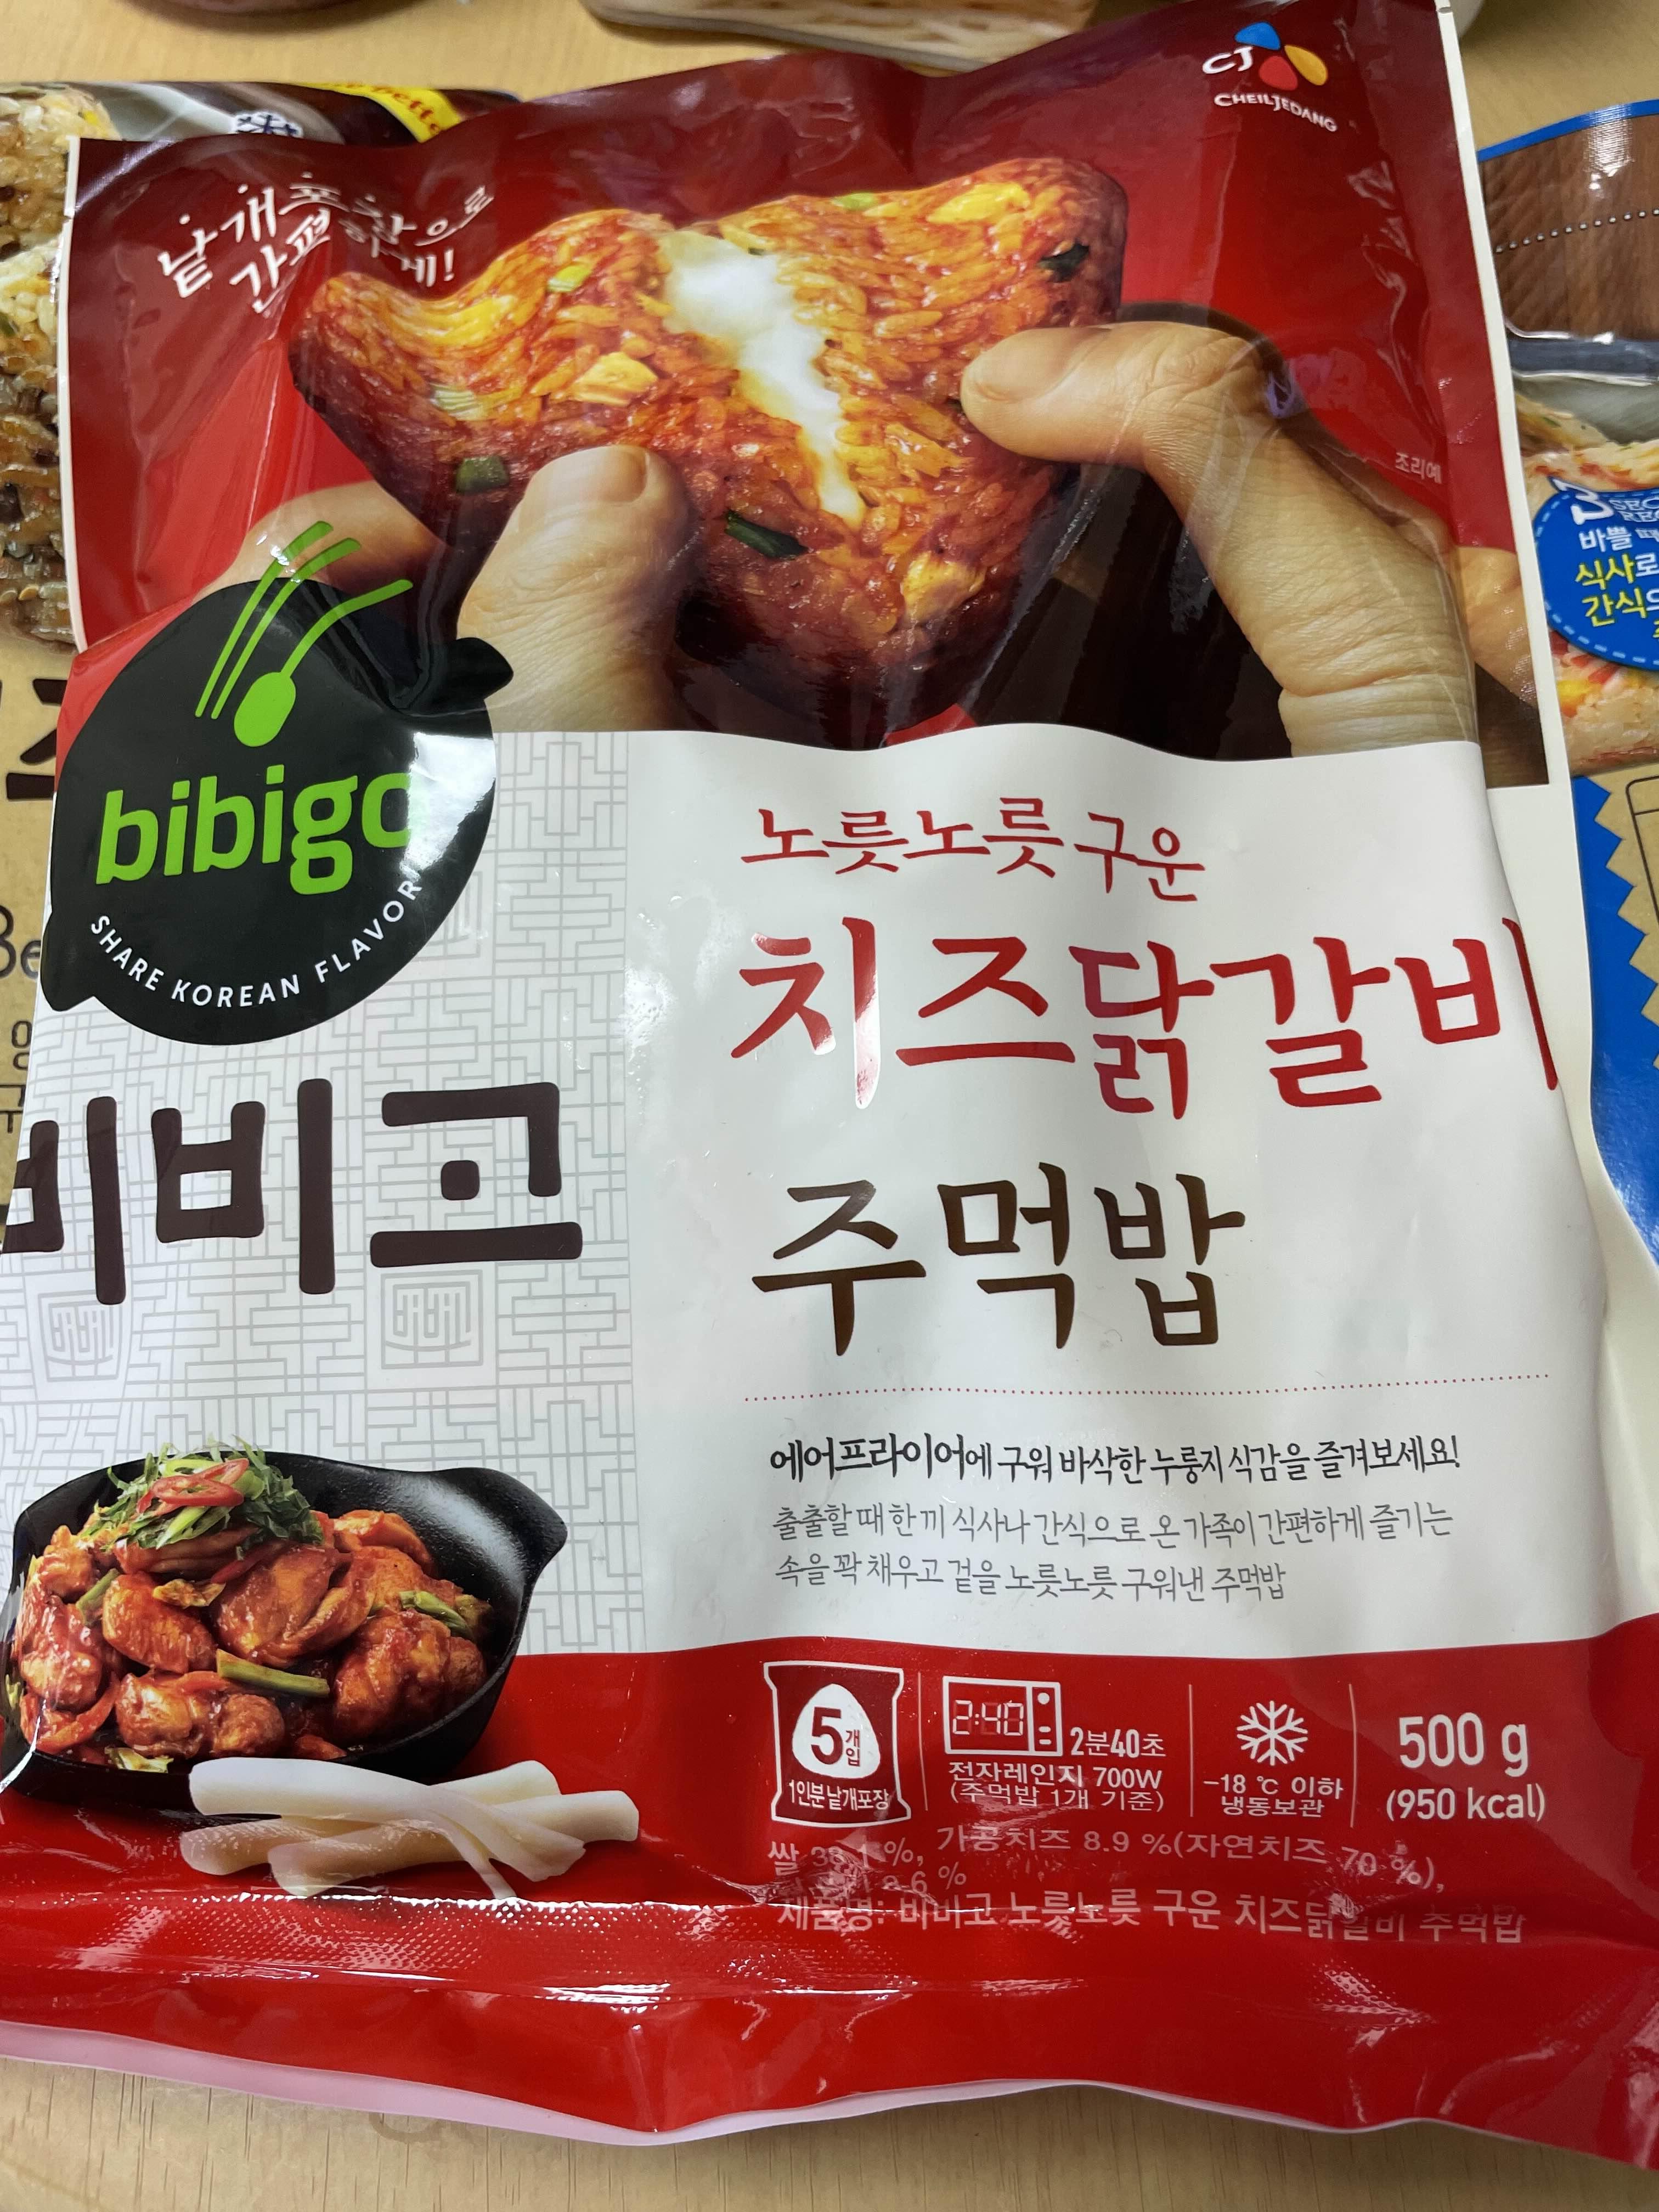 CJ
CHEILJEDANG
낱개포장으로
간편하게!
조리예
bibigo
SHARE KOREAN FLAVOR
비비고
노릇노릇 구운
치즈닭갈비
주먹밥
에어프라이어에 구워 바삭한 누룽지 식감을 즐겨보세요!
출출할 때 한끼 식사나 간식으로 온 가족이 간편하게 즐기는
속을 꽉 채우고 겉을 노릇노릇 구워낸 주먹밥
5개입
1인분 낱개포장
2:40
2분40초
전자레인지 700W
(주먹밥 1개 기준)
-18 ℃ 이하
냉동보관
500 g
(950 kcal)
쌀 38.1 %, 가공치즈 8.9 %(자연치즈 70 %),
제품명: 비비고 노릇노릇 구운 치즈닭갈비 주먹밥
바쁠 때
식사로